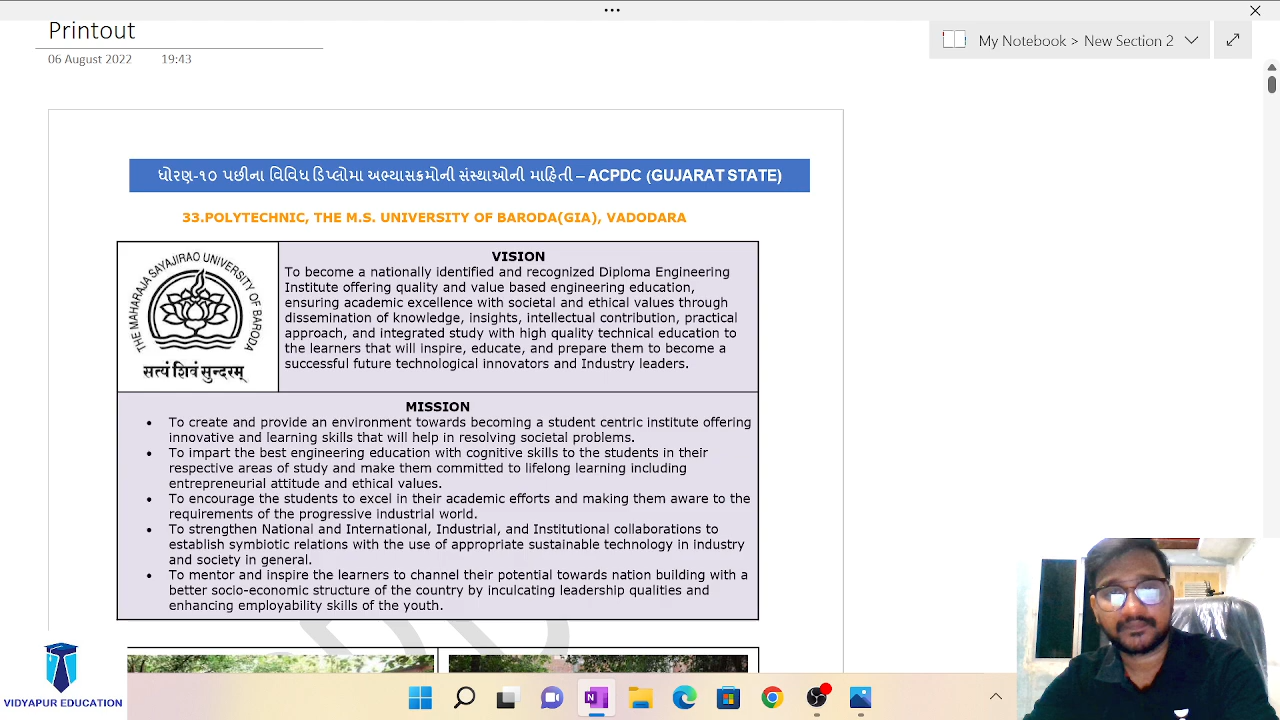 Printout
My Notebook > New Section 2
06 August 2022 19:43
ધોરણ-૧૦ પછીના વિવિધ ડિપ્લોમા અભ્યાસક્રમોની સંસ્થાઓની માહિતી – ACPDC (GUJARAT STATE)
33.POLYTECHNIC, THE M.S. UNIVERSITY OF BARODA(GIA), VADODARA
THE MAHARAJA SAYAJIRAO UNIVERSITY OF BARODA
सत्यं शिवं सुन्दरम्
VISION
To become a nationally identified and recognized Diploma Engineering
Institute offering quality and value based engineering education,
ensuring academic excellence with societal and ethical values through
dissemination of knowledge, insights, intellectual contribution, practical
approach, and integrated study with high quality technical education to
the learners that will inspire, educate, and prepare them to become a
successful future technological innovators and Industry leaders.
MISSION
• To create and provide an environment towards becoming a student centric institute offering
innovative and learning skills that will help in resolving societal problems.
• To impart the best engineering education with cognitive skills to the students in their
respective areas of study and make them committed to lifelong learning including
entrepreneurial attitude and ethical values.
• To encourage the students to excel in their academic efforts and making them aware to the
requirements of the progressive industrial world.
• To strengthen National and International, Industrial, and Institutional collaborations to
establish symbiotic relations with the use of appropriate sustainable technology in industry
and society in general.
• To mentor and inspire the learners to channel their potential towards nation building with a
better socio-economic structure of the country by inculcating leadership qualities and
enhancing employability skills of the youth.
VIDYAPUR EDUCATION